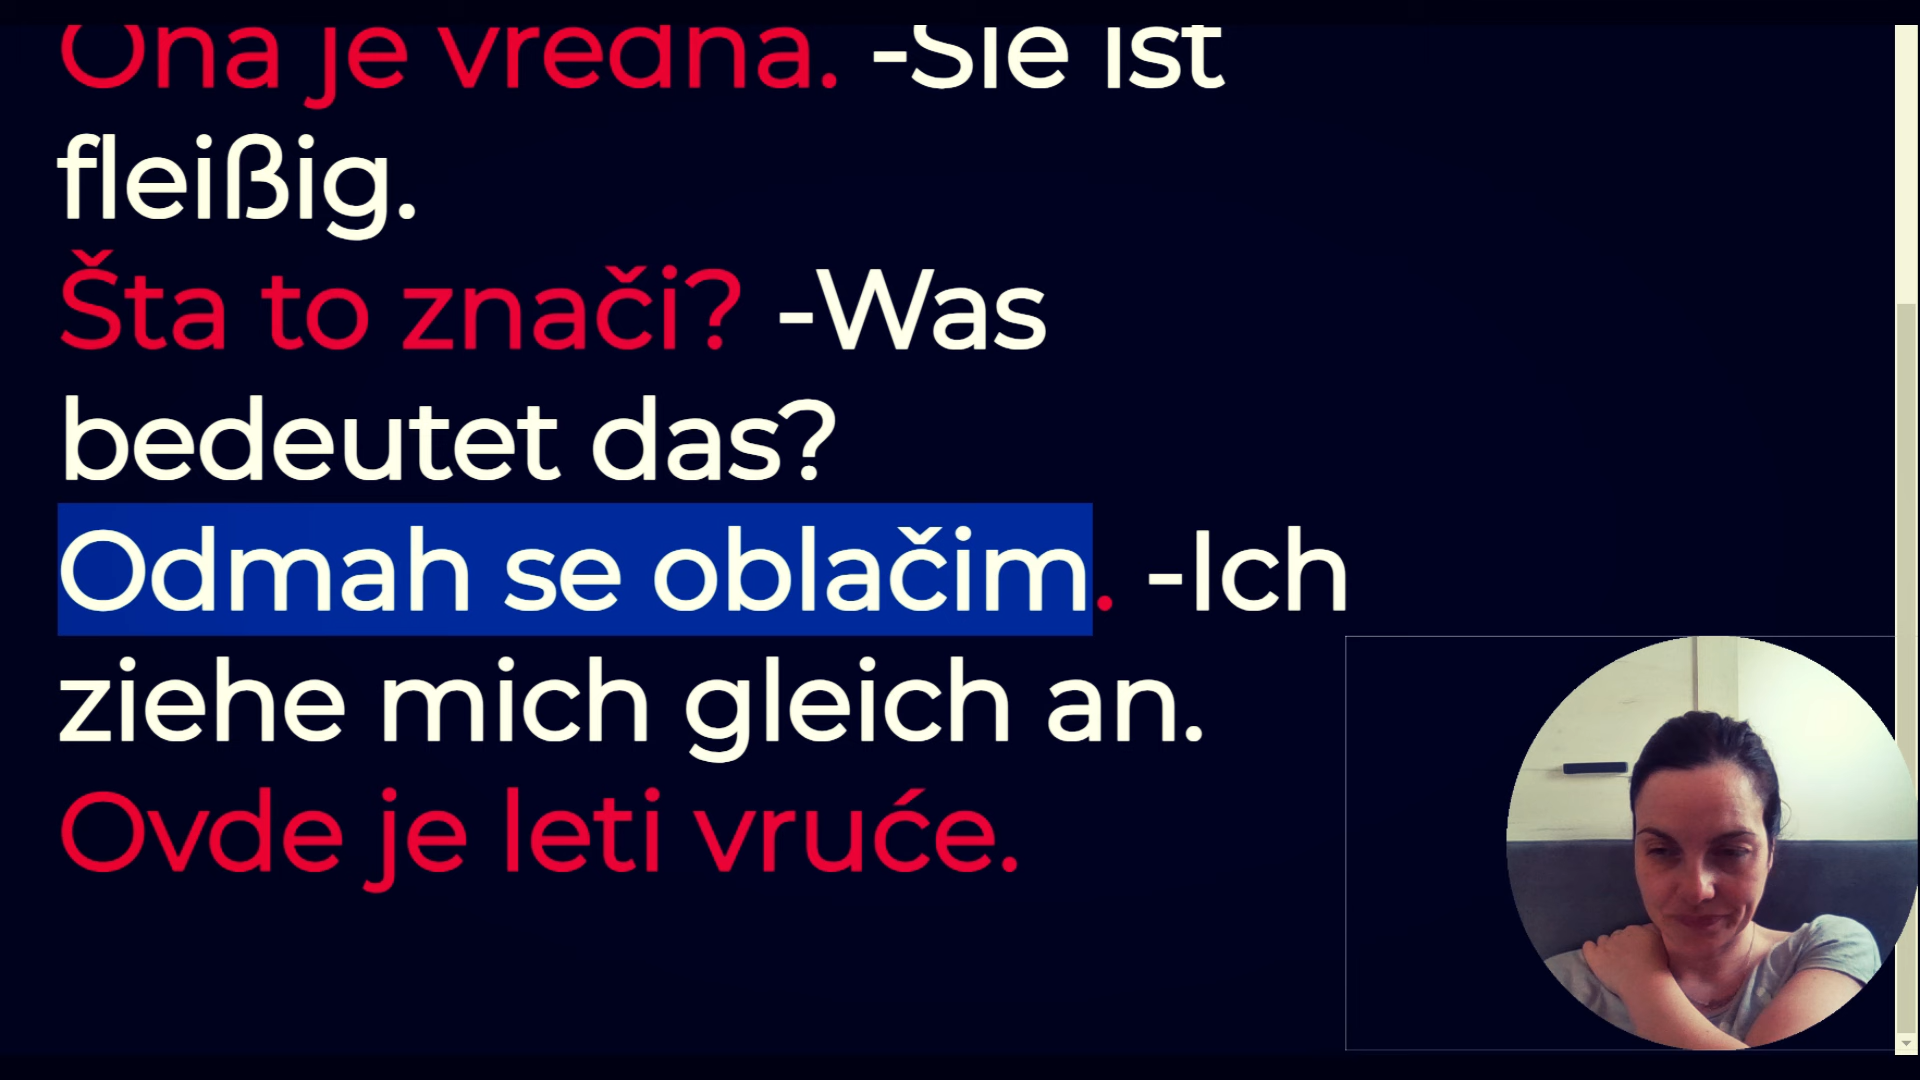 Ona je vredna. -Sie ist
fleißig.
Šta to znači? -Was
bedeutet das?
Odmah se oblačim. -Ich
ziehe mich gleich an.
Ovde je leti vruće.